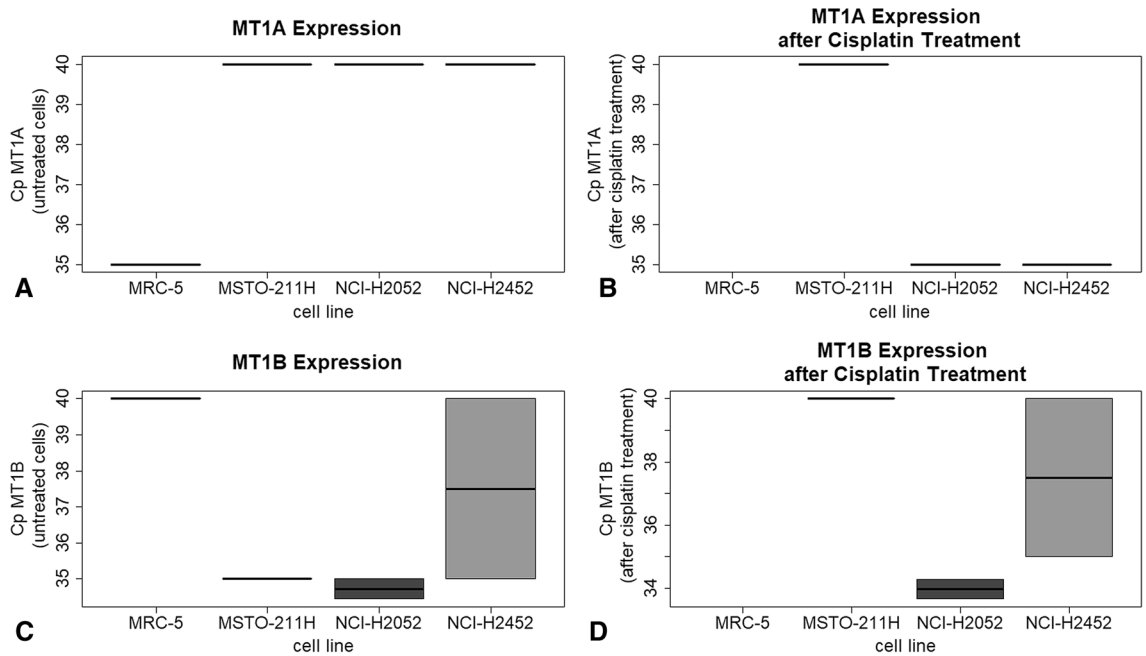 MT1A Expression
Cp MT1A
(untreated cells)
40
39
38
37
36
35
MRC-5 MSTO-211H NCI-H2052 NCI-H2452
cell line
A
MT1A Expression
after Cisplatin Treatment
Cp MT1A
(after cisplatin treatment)
40
39
38
37
36
35
MRC-5 MSTO-211H NCI-H2052 NCI-H2452
cell line
B
MT1B Expression
Cp MT1B
(untreated cells)
40
39
38
37
36
35
MRC-5 MSTO-211H NCI-H2052 NCI-H2452
cell line
C
MT1B Expression
after Cisplatin Treatment
Cp MT1B
(after cisplatin treatment)
40
38
36
34
MRC-5 MSTO-211H NCI-H2052 NCI-H2452
cell line
D